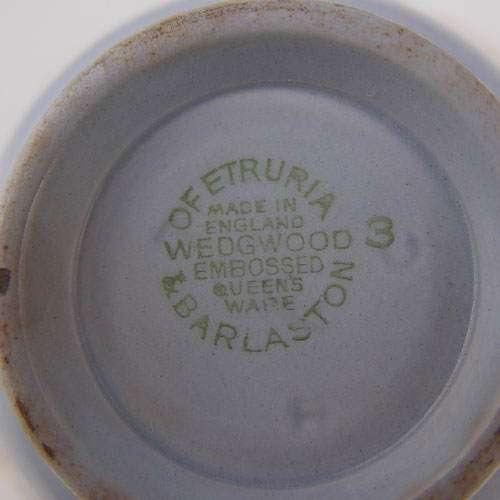 OF ETRURIA
MADE IN
ENGLAND
WEDGWOOD 3
EMBOSSED
QUEENS
WARE
& BARLASTON